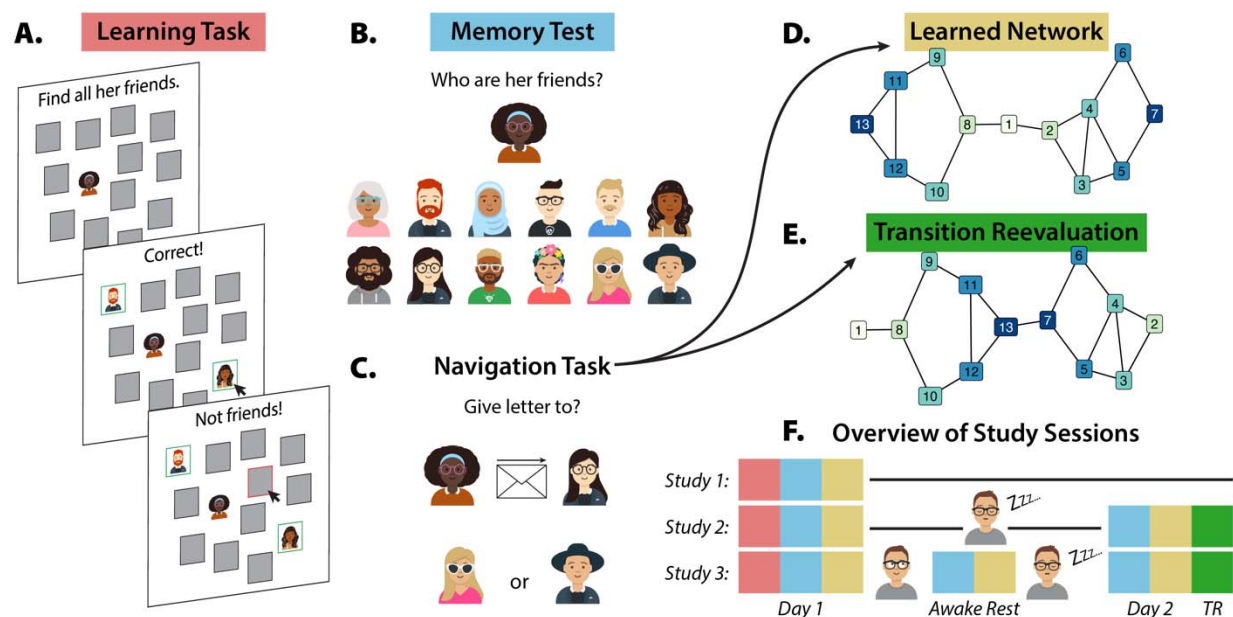 A. Learning Task
Find all her friends.
Correct!
Not friends!
B. Memory Test
Who are her friends?
C. Navigation Task
Give letter to?
or
D. Learned Network
9
6
11
4
7
13
8
1
2
12
5
10
3
E. Transition Reevaluation
9
6
11
4
1
8
13
7
2
12
5
3
10
F. Overview of Study Sessions
Study 1:
Study 2:
Zzz...
Study 3:
Zzz...
Day 1
Awake Rest
Day 2
TR